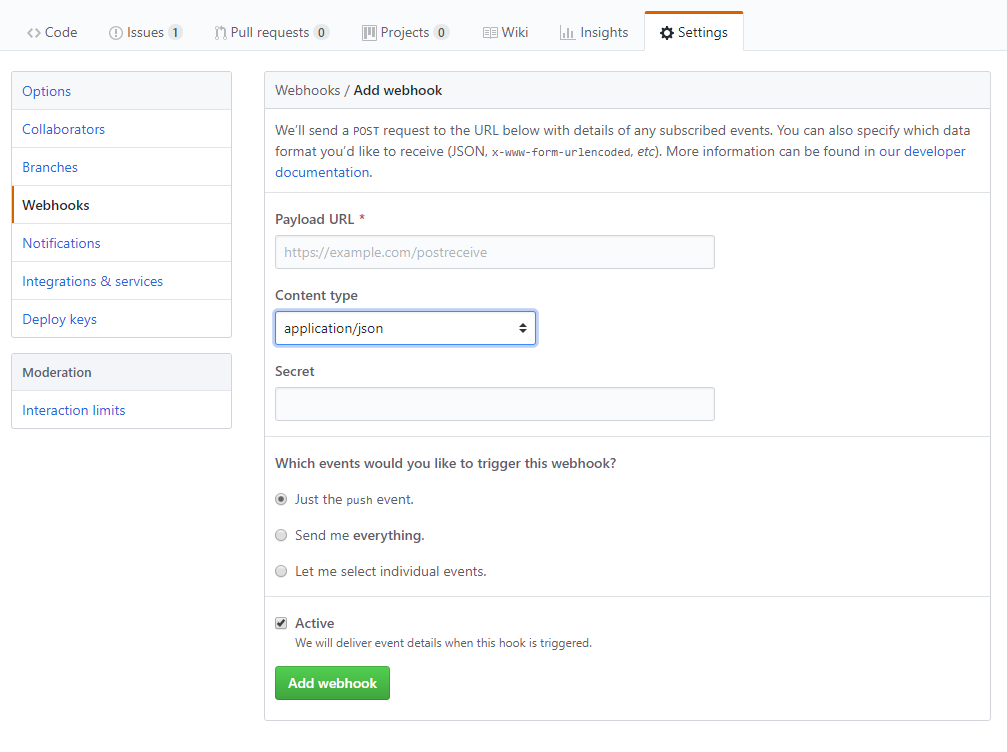 Code Issues 1 Pull requests 0 Projects 0 Wiki Insights Settings
Options
Collaborators
Branches
Webhooks
Notifications
Integrations & services
Deploy keys
Moderation
Interaction limits
Webhooks / Add webhook
We’ll send a POST request to the URL below with details of any subscribed events. You can also specify which data
format you’d like to receive (JSON, x-www-form-urlencoded, etc). More information can be found in our developer
documentation.
Payload URL *
https://example.com/postreceive
Content type
application/json
Secret
Which events would you like to trigger this webhook?
Just the push event.
Send me everything.
Let me select individual events.
Active
We will deliver event details when this hook is triggered.
Add webhook